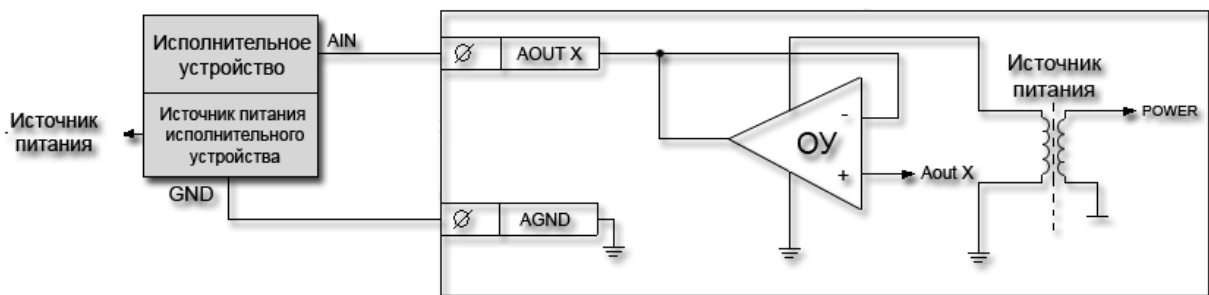 Исполнительное
устройство
AIN
Источник питания
исполнительного
устройства
Источник
питания
GND
Ø
AOUT X
Ø
AGND
ОУ
-
+
Aout X
Источник
питания
POWER